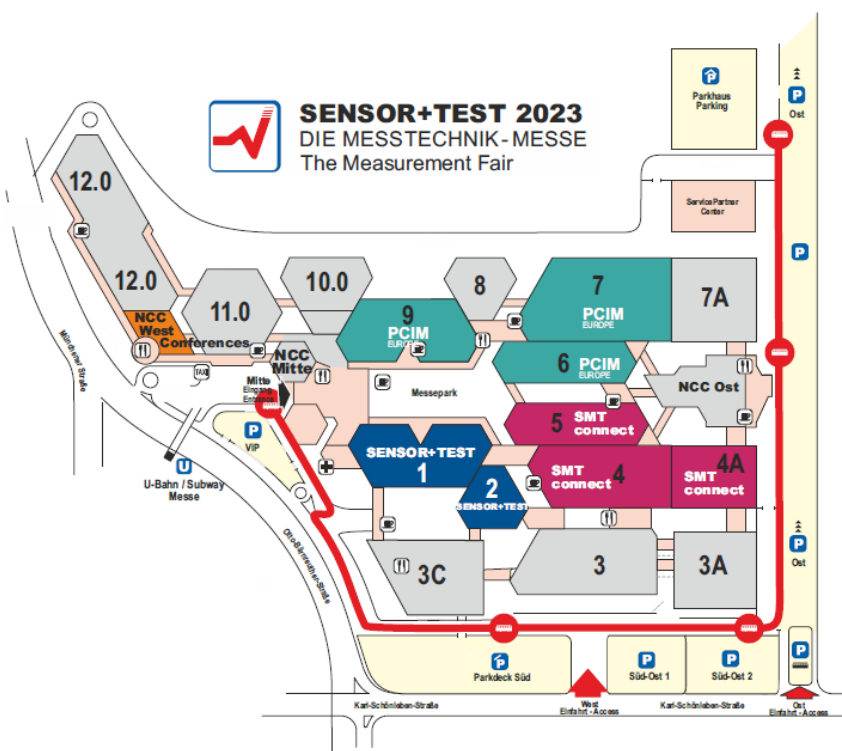 SENSOR+TEST 2023
DIE MESSTECHNIK-MESSE
The Measurement Fair
P
Parkhaus
Parking
P
Ost
ServicePartner
Center
P
12.0
12.0
NCC
West
Conferences
11.0
10.0
9
PCIM
EUROPE
8
7
PCIM
EUROPE
7A
6 PCIM
EUROPE
NCC Ost
NCC
Mitte
Mitte
Eingang
Entrance
TAXI
Messepark
5 SMT
connect
SMT
connect 4
4A
SMT
connect
SENSOR+TEST
1
2
SENSOR+TEST
P
VIP
U
U-Bahn / Subway
Messe
Münchener Straße
Otto-Bärnreuther-Straße
3C
3
3A
P
Ost
P
Parkdeck Süd
P
Süd-Ost 1
P
Süd-Ost 2
P
Karl-Schönleben-Straße
West
Einfahrt - Access
Karl-Schönleben-Straße
Ost
Einfahrt - Access